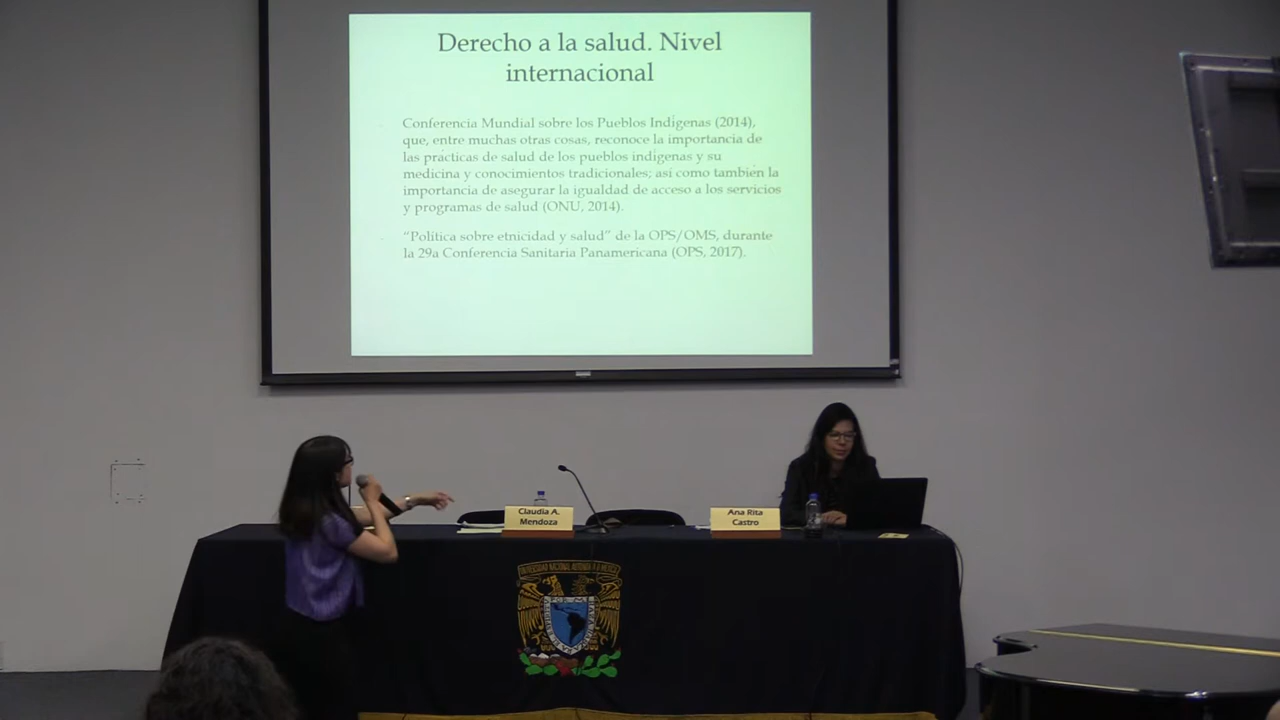 Derecho a la salud. Nivel
internacional
Conferencia Mundial sobre los Pueblos Indígenas (2014),
que, entre muchas otras cosas, reconoce la importancia de
las prácticas de salud de los pueblos indígenas y su
medicina y conocimientos tradicionales; así como también la
importancia de asegurar la igualdad de acceso a los servicios
y programas de salud (ONU, 2014).
"Política sobre etnicidad y salud" de la OPS/OMS, durante
la 29a Conferencia Sanitaria Panamericana (OPS, 2017).
Claudia A.
Mendoza
Ana Rita
Castro